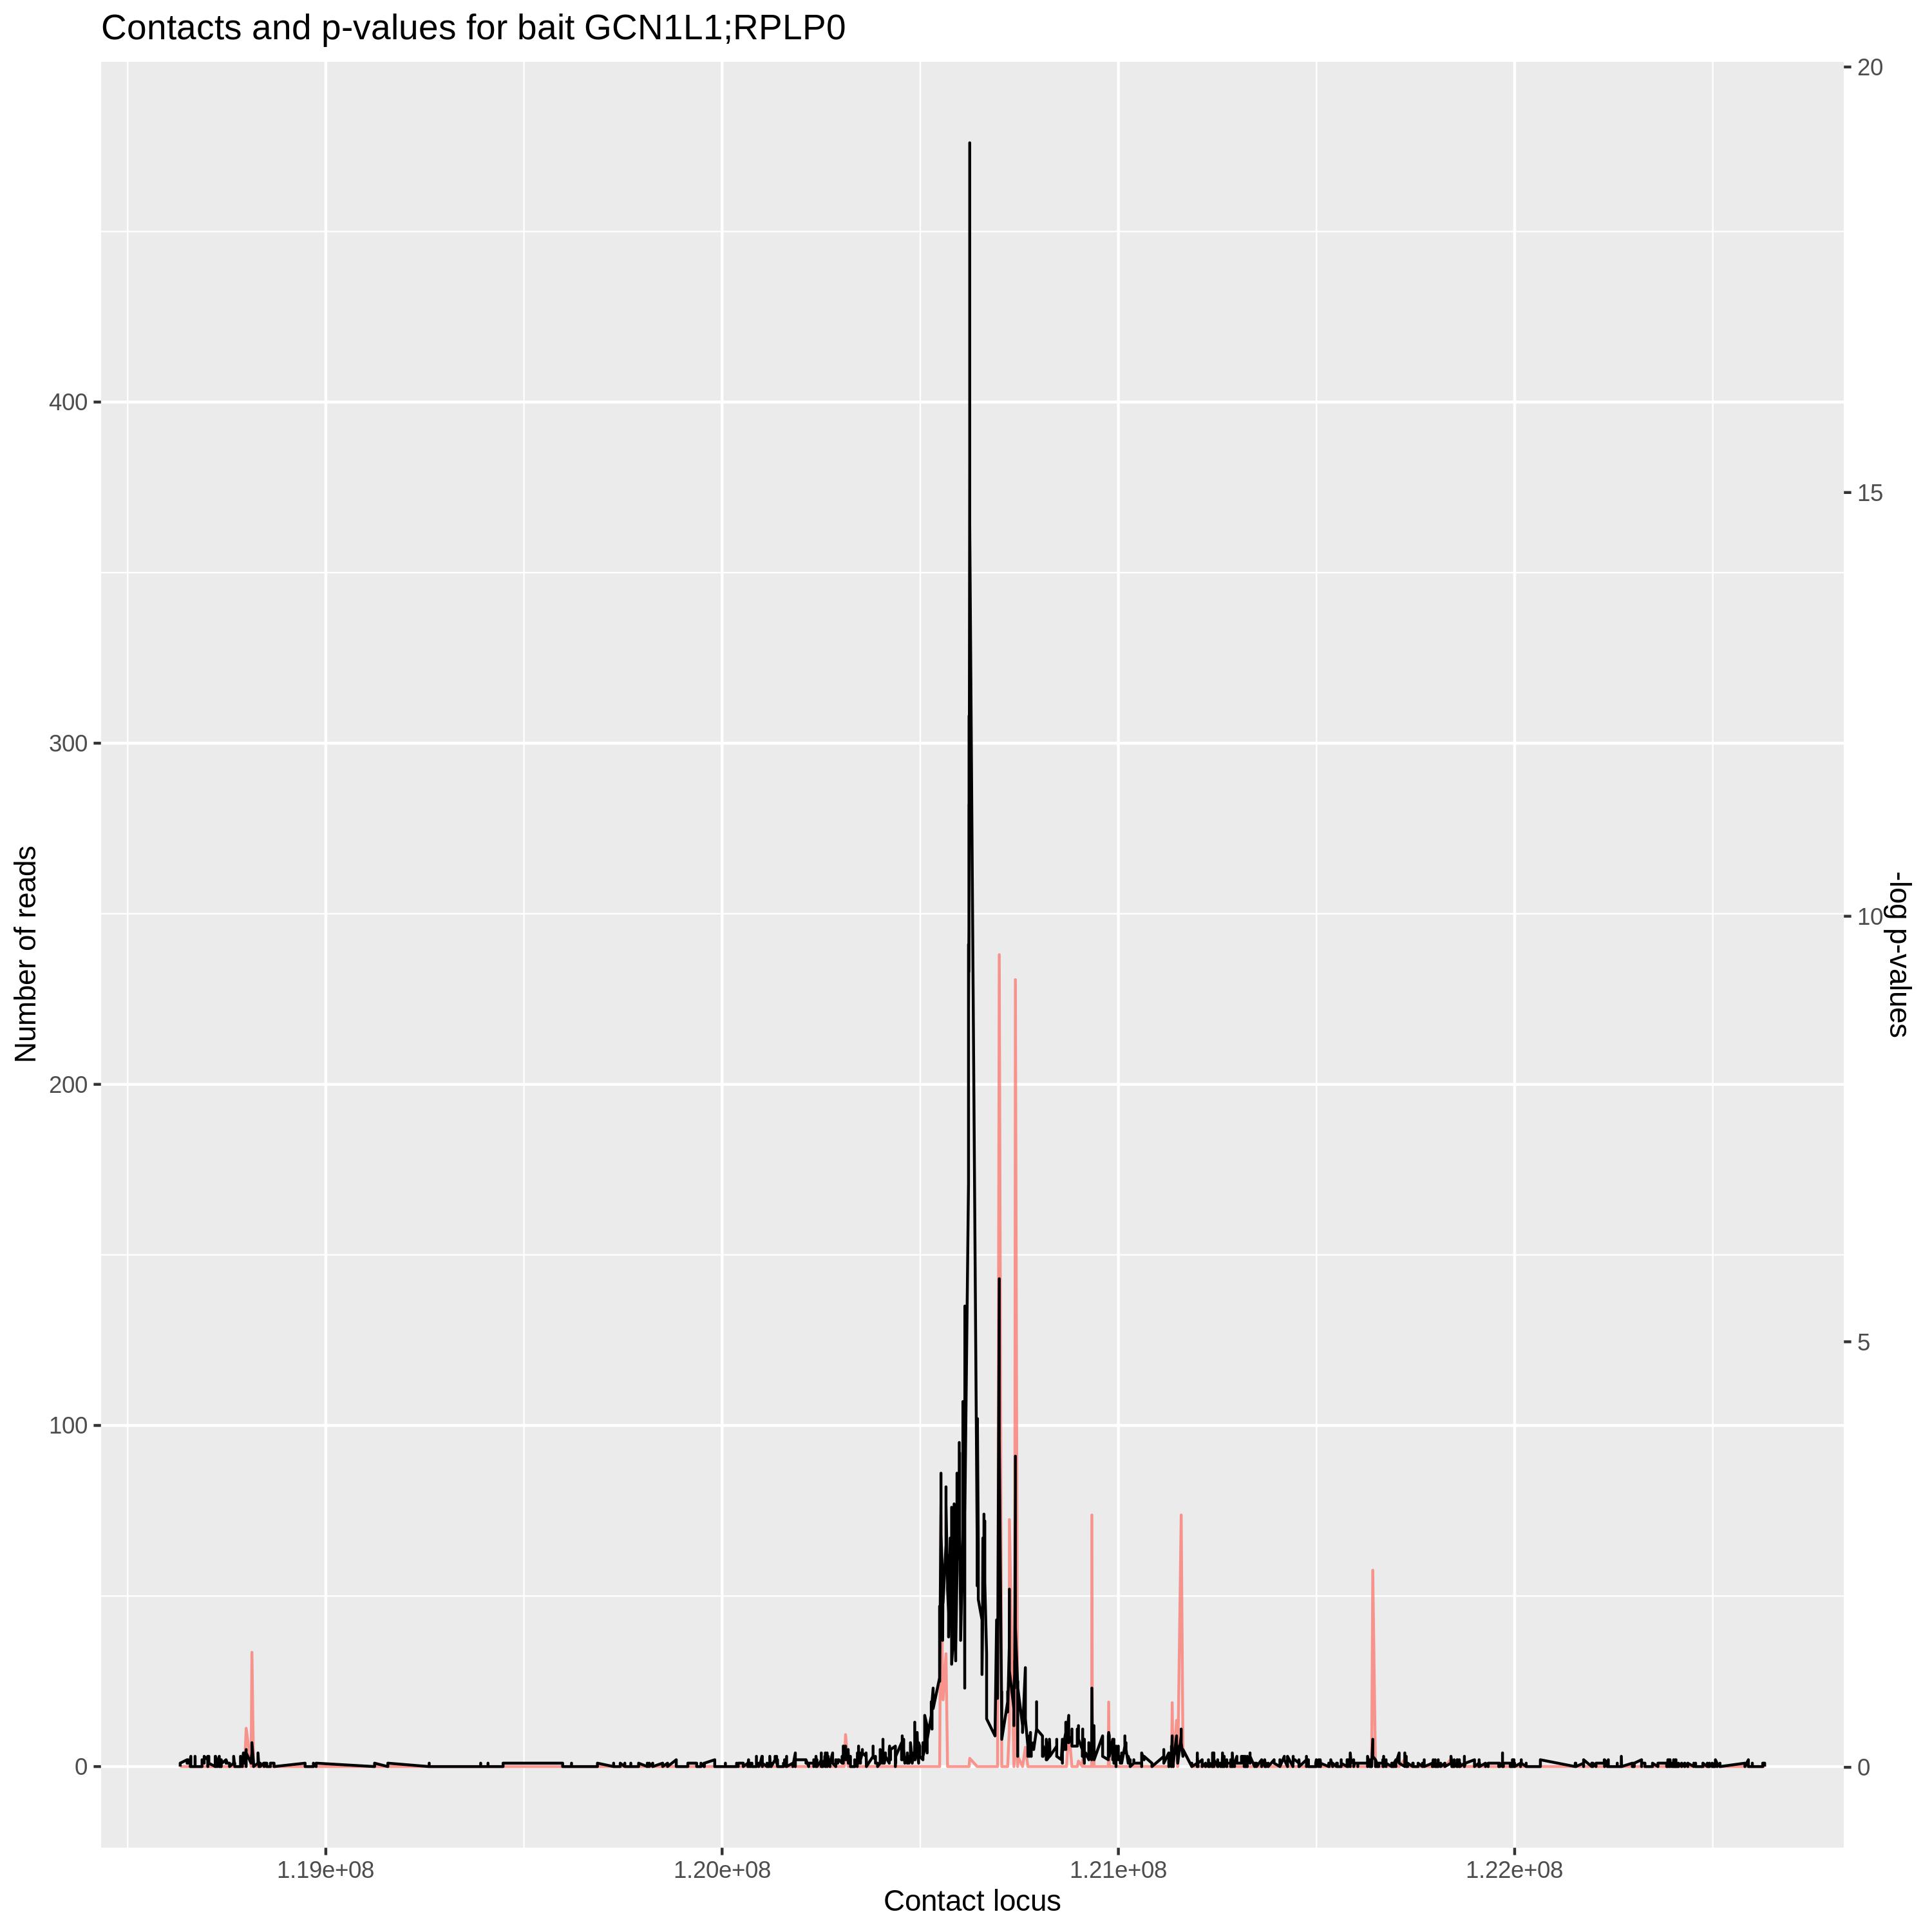 Contacts and p-values for bait GCN1L1;RPLP0
20
15
10
5
0
-log p-values
400
300
200
100
0
Number of reads
1.19e+08 1.20e+08 1.21e+08 1.22e+08
Contact locus